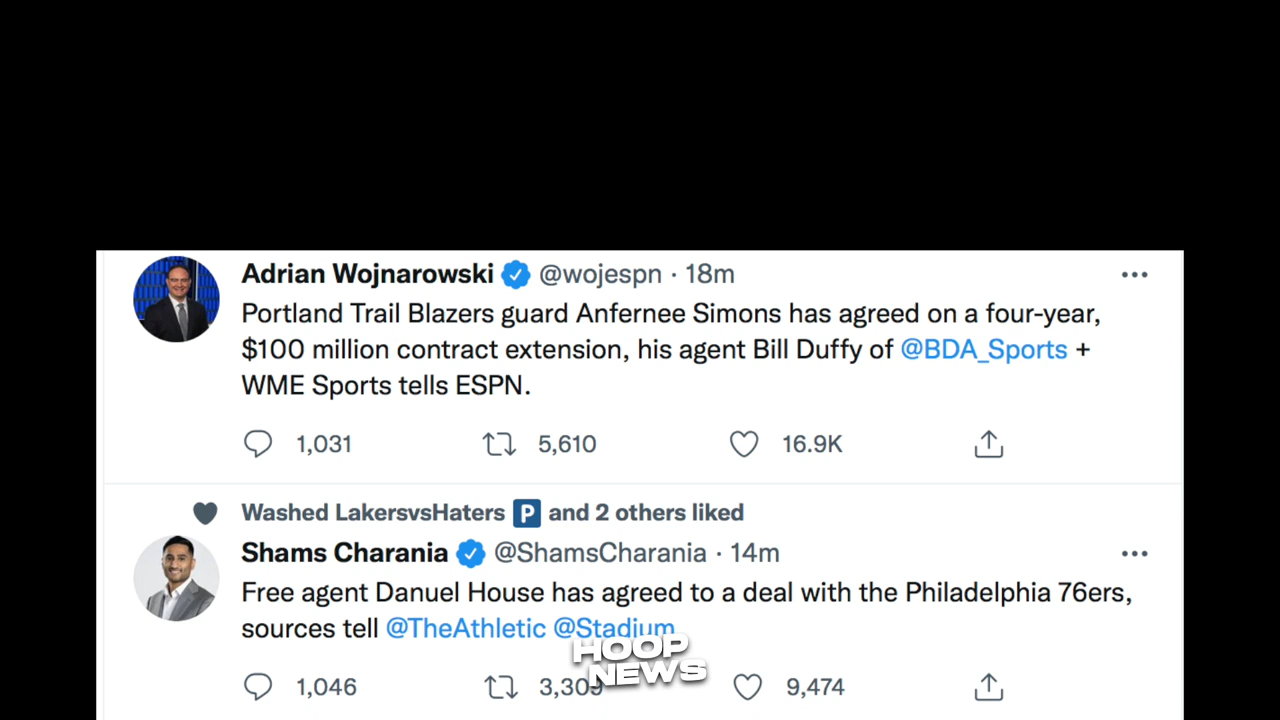 Adrian Wojnarowski @wojespn · 18m
Portland Trail Blazers guard Anfernee Simons has agreed on a four-year,
$100 million contract extension, his agent Bill Duffy of @BDA_Sports +
WME Sports tells ESPN.
1,031 5,610 16.9K
Washed LakersvsHaters P and 2 others liked
Shams Charania @ShamsCharania · 14m
Free agent Danuel House has agreed to a deal with the Philadelphia 76ers,
sources tell @TheAthletic @Stadium
HOOP
NEWS
1,046 3,309 9,474